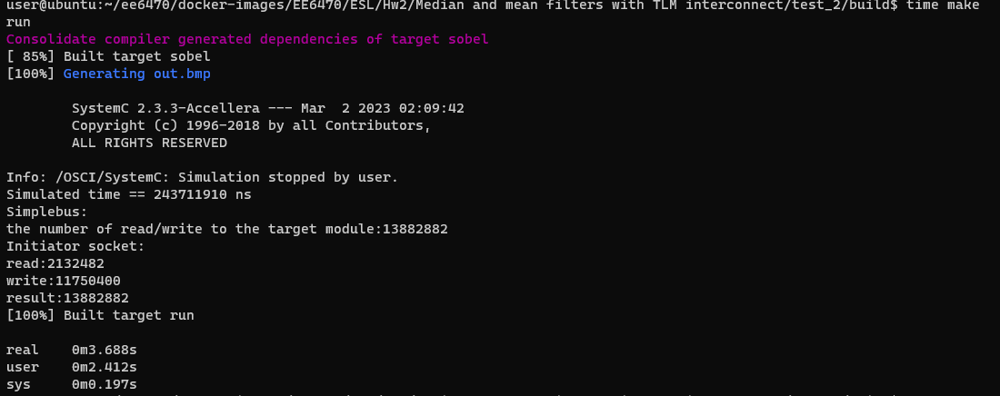 user@ubuntu:~/ee6470/docker-images/EE6470/ESL/Hw2/Median and mean filters with TLM interconnect/test_2/build$ time make
run
Consolidate compiler generated dependencies of target sobel
[ 85%] Built target sobel
[100%] Generating out.bmp
SystemC 2.3.3-Accellera --- Mar  2 2023 02:09:42
Copyright (c) 1996-2018 by all Contributors,
ALL RIGHTS RESERVED
Info: /OSCI/SystemC: Simulation stopped by user.
Simulated time == 243711910 ns
Simplebus:
the number of read/write to the target module:13882882
Initiator socket:
read:2132482
write:11750400
result:13882882
[100%] Built target run
real    0m3.688s
user    0m2.412s
sys     0m0.197s